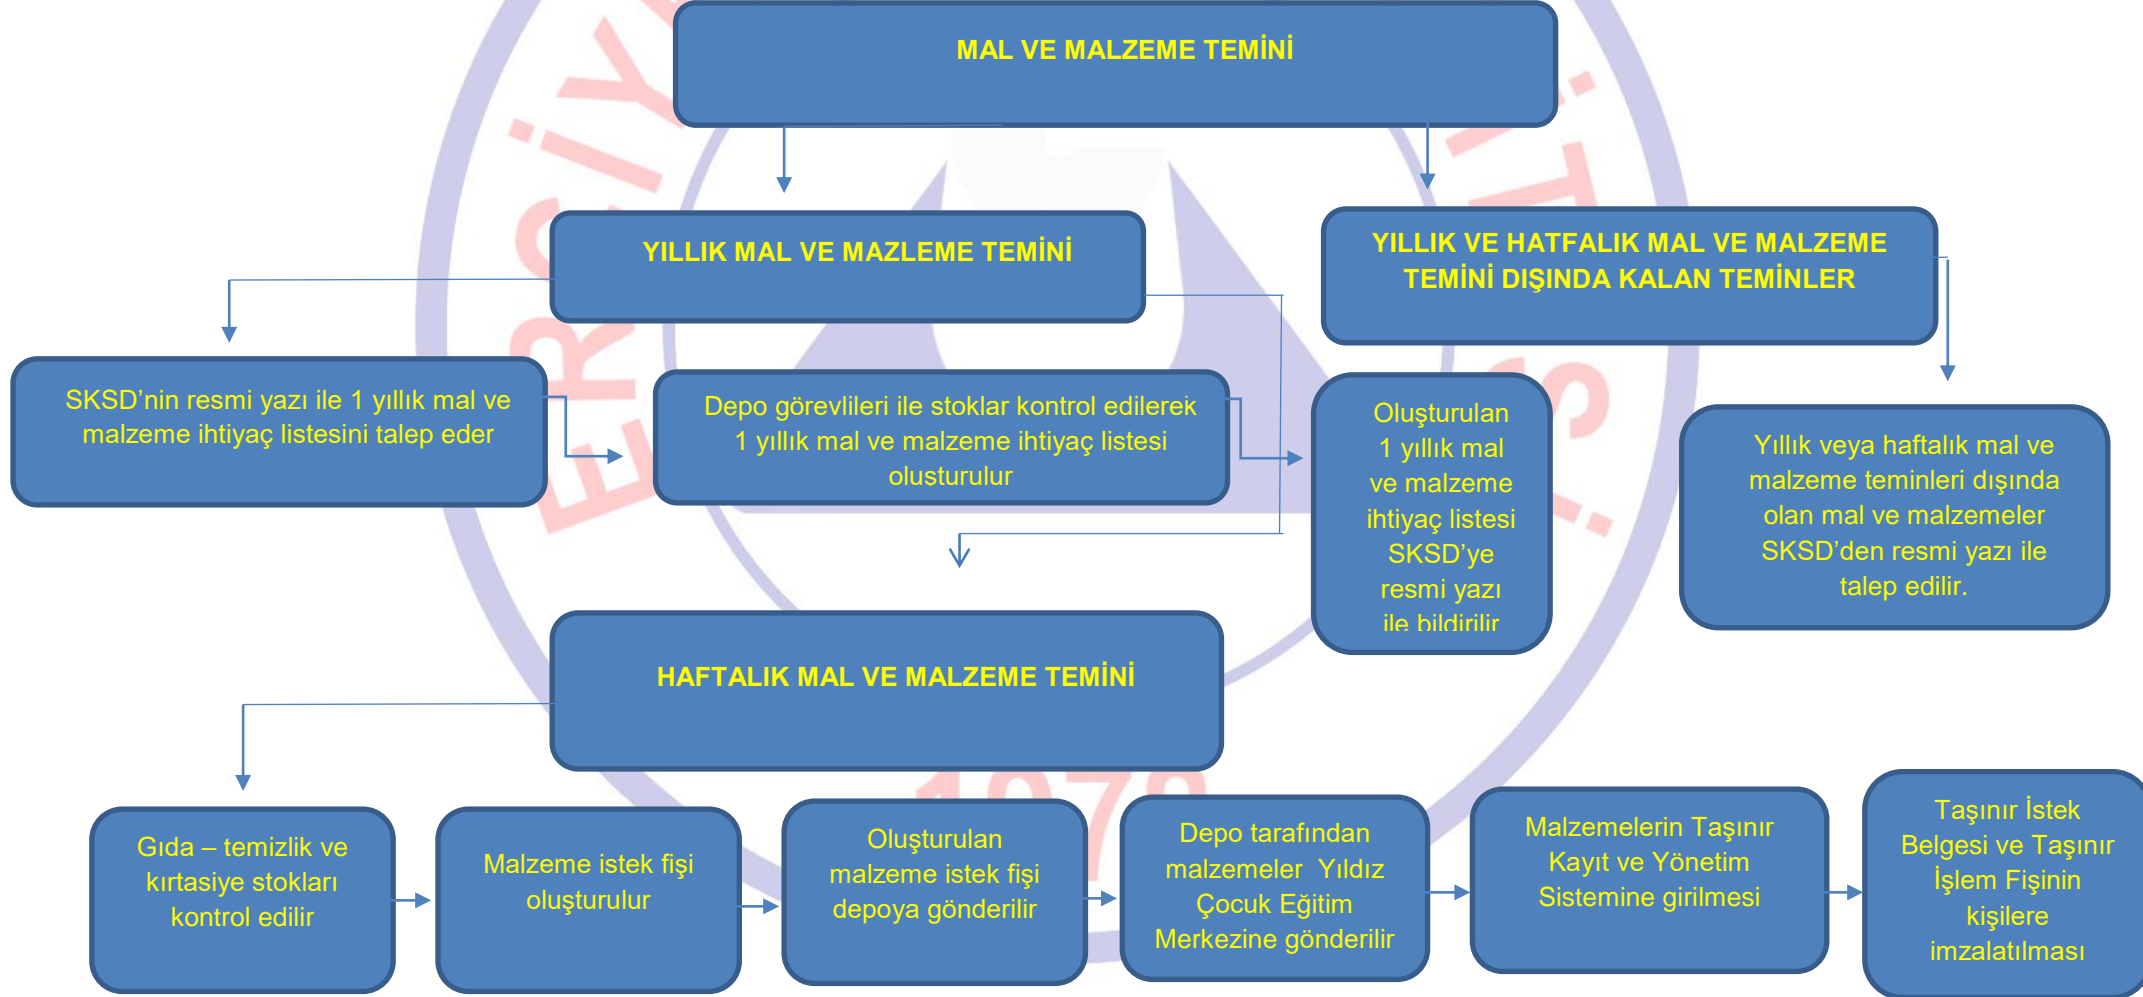 MAL VE MALZEME TEMİNİ
YILLIK MAL VE MAZLEME TEMİNİ
YILLIK VE HATFALIK MAL VE MALZEME
TEMİNİ DIŞINDA KALAN TEMİNLER
SKSD’nin resmi yazı ile 1 yıllık mal ve
malzeme ihtiyaç listesini talep eder
Depo görevlileri ile stoklar kontrol edilerek
1 yıllık mal ve malzeme ihtiyaç listesi
oluşturulur
Oluşturulan
1 yıllık mal
ve malzeme
ihtiyaç listesi
SKSD’ye
resmi yazı
ile bildirilir
Yıllık veya haftalık mal ve
malzeme teminleri dışında
olan mal ve malzemeler
SKSD’den resmi yazı ile
talep edilir.
HAFTALIK MAL VE MALZEME TEMİNİ
Gıda – temizlik ve
kırtasiye stokları
kontrol edilir
Malzeme istek fişi
oluşturulur
Oluşturulan
malzeme istek fişi
depoya gönderilir
Depo tarafından
malzemeler Yıldız
Çocuk Eğitim
Merkezine gönderilir
Malzemelerin Taşınır
Kayıt ve Yönetim
Sistemine girilmesi
Taşınır İstek
Belgesi ve Taşınır
İşlem Fişinin
kişilere
imzalatılması